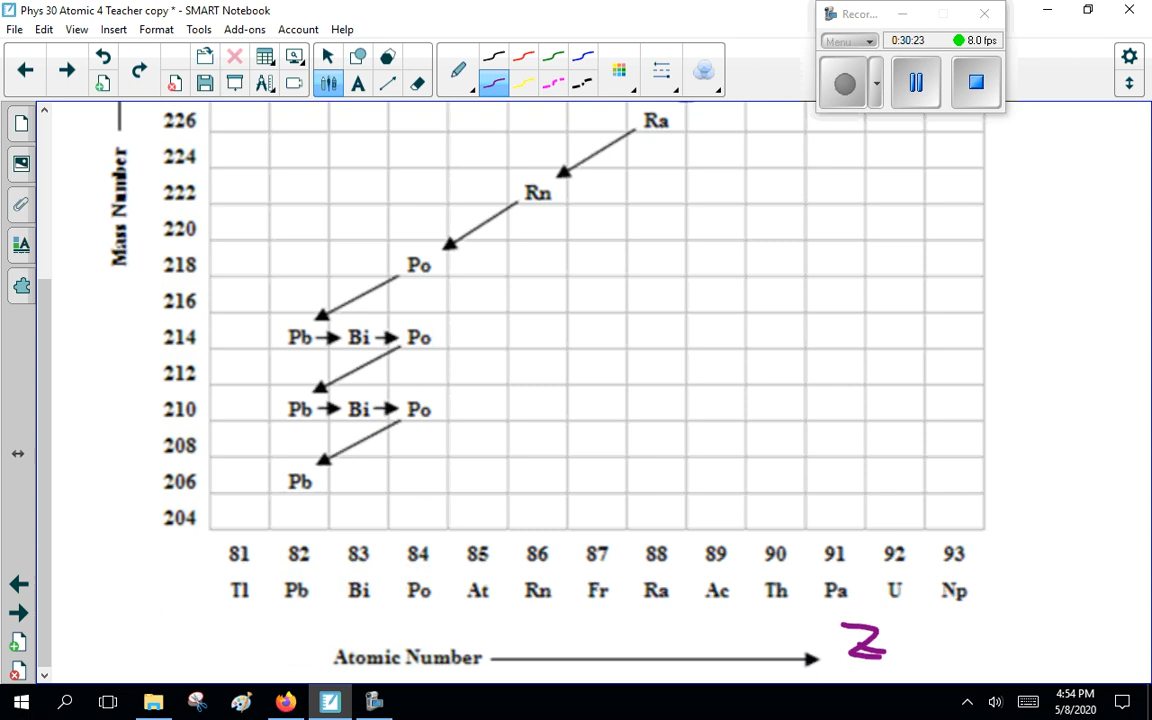 Phys 30 Atomic 4 Teacher copy * - SMART Notebook
Recor...
File Edit View Insert Format Tools Add-ons Account Help
Menu
0:30:23
8.0 fps
Mass Number
226 Ra
224
222 Rn
220
218 Po
216
214 Pb Bi Po
212
210 Pb Bi Po
208
206 Pb
204
81 82 83 84 85 86 87 88 89 90 91 92 93
Tl Pb Bi Po At Rn Fr Ra Ac Th Pa U Np
Atomic Number
Z
4:54 PM
5/8/2020